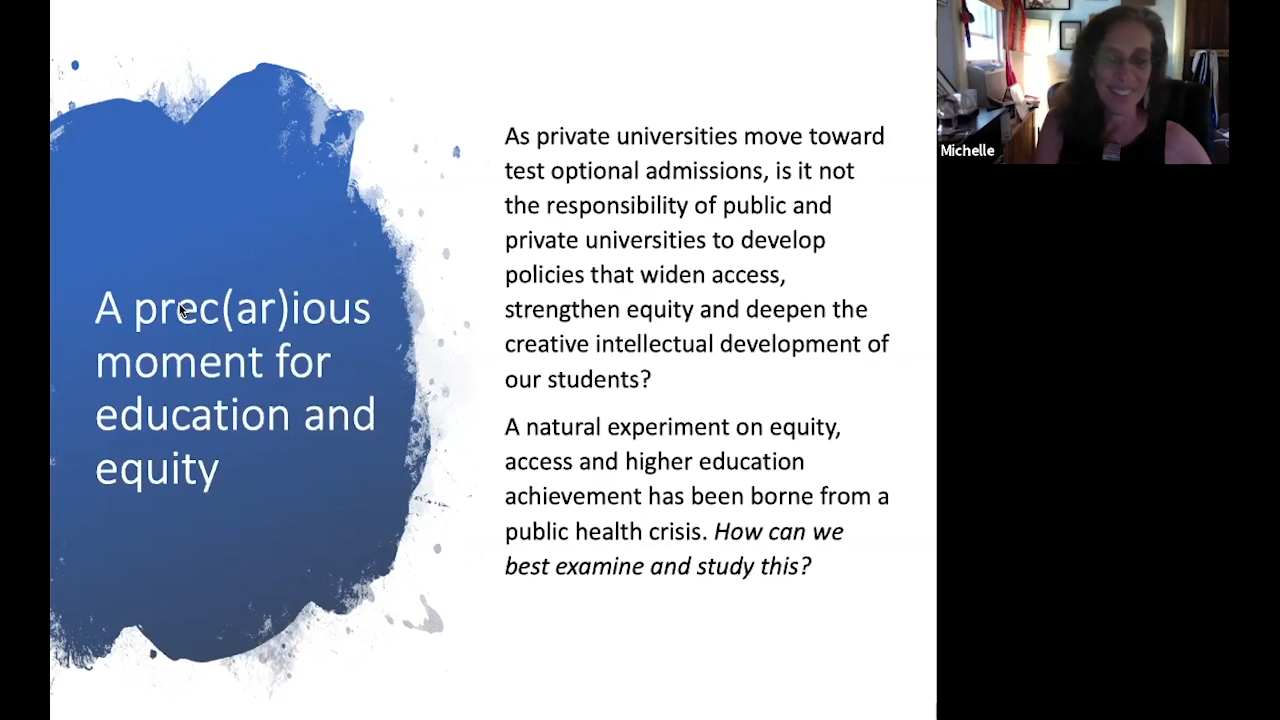 A prec(ar)ious
moment for
education and
equity
As private universities move toward
test optional admissions, is it not
the responsibility of public and
private universities to develop
policies that widen access,
strengthen equity and deepen the
creative intellectual development of
our students?
A natural experiment on equity,
access and higher education
achievement has been borne from a
public health crisis. How can we
best examine and study this?
Michelle